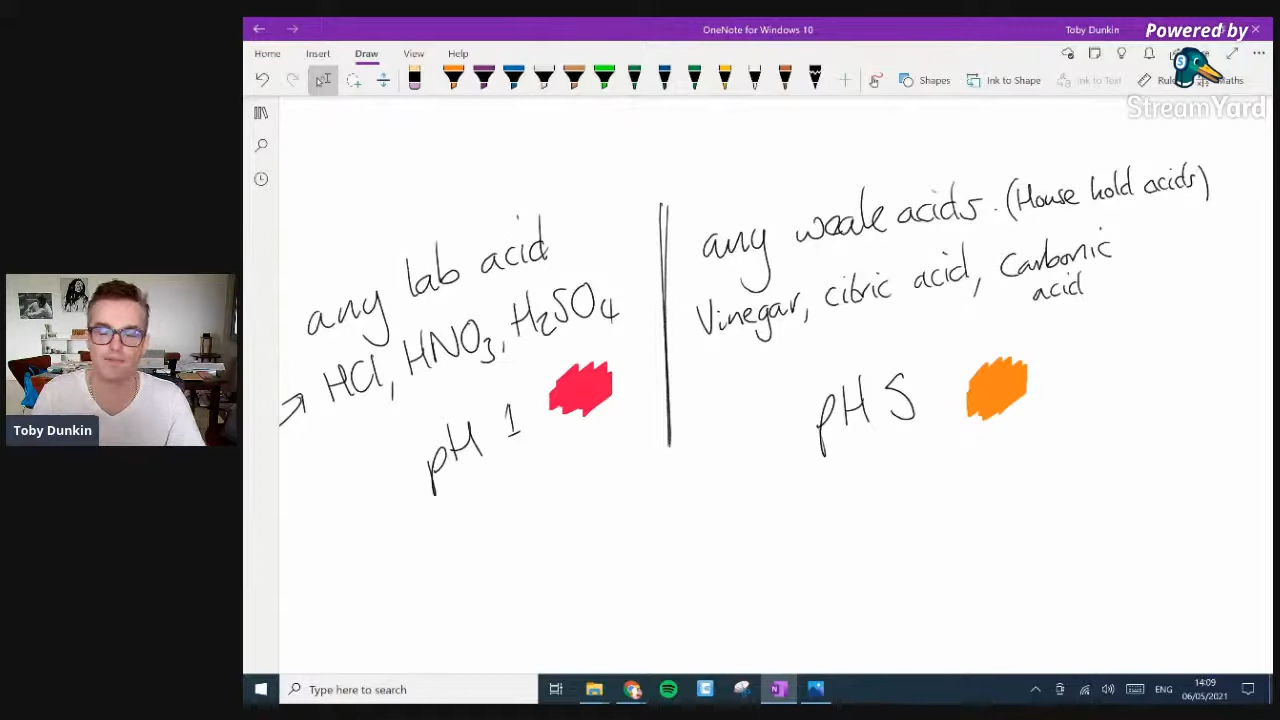 OneNote for Windows 10
Toby Dunkin
Powered by
StreamYard
Home Insert Draw View Help
Shapes Ink to Shape Ink to Text Maths
any lab acid
→ HCl, HNO3, H2SO4
pH 1
any weak acids. (House hold acids)
Vinegar, citric acid, Carbonic
acid
pH 5
Toby Dunkin
Type here to search
ENG
14:09
06/05/2021